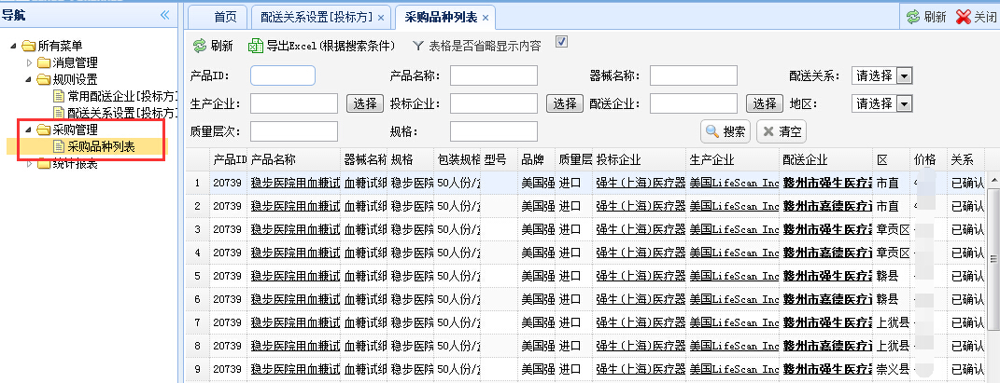 导航
所有菜单
消息管理
规则设置
常用配送企业[投标方]
配送关系设置[投标方]
采购管理
采购品种列表
统计报表
首页 配送关系设置[投标方] 采购品种列表 刷新 关闭
刷新 导出Excel(根据搜索条件) 表格是否省略显示内容
产品ID: 产品名称: 器械名称: 配送关系: 请选择
生产企业: 选择 投标企业: 选择 配送企业: 选择 地区: 请选择
质量层次: 规格: 搜索 清空
产品ID 产品名称 器械名称 规格 包装规格 型号 品牌 质量层 投标企业 生产企业 配送企业 区 价格 关系
1 20739 稳步医院用血糖试 血糖试纸 稳步医院 50人份/ 美国强 进口 强生(上海)医疗器 美国LifeScan Inc 赣州市强生医疗器 市直 已确认
2 20739 稳步医院用血糖试 血糖试纸 稳步医院 50人份/ 美国强 进口 强生(上海)医疗器 美国LifeScan Inc 赣州市嘉德医疗 市直 已确认
3 20739 稳步医院用血糖试 血糖试纸 稳步医院 50人份/ 美国强 进口 强生(上海)医疗器 美国LifeScan Inc 赣州市强生医疗器 章贡区 已确认
4 20739 稳步医院用血糖试 血糖试纸 稳步医院 50人份/ 美国强 进口 强生(上海)医疗器 美国LifeScan Inc 赣州市嘉德医疗 章贡区 已确认
5 20739 稳步医院用血糖试 血糖试纸 稳步医院 50人份/ 美国强 进口 强生(上海)医疗器 美国LifeScan Inc 赣州市强生医疗器 赣县 已确认
6 20739 稳步医院用血糖试 血糖试纸 稳步医院 50人份/ 美国强 进口 强生(上海)医疗器 美国LifeScan Inc 赣州市嘉德医疗 赣县 已确认
7 20739 稳步医院用血糖试 血糖试纸 稳步医院 50人份/ 美国强 进口 强生(上海)医疗器 美国LifeScan Inc 赣州市强生医疗器 上犹县 已确认
8 20739 稳步医院用血糖试 血糖试纸 稳步医院 50人份/ 美国强 进口 强生(上海)医疗器 美国LifeScan Inc 赣州市嘉德医疗 上犹县 已确认
9 20739 稳步医院用血糖试 血糖试纸 稳步医院 50人份/ 美国强 进口 强生(上海)医疗器 美国LifeScan Inc 赣州市强生医疗器 崇义县 已确认